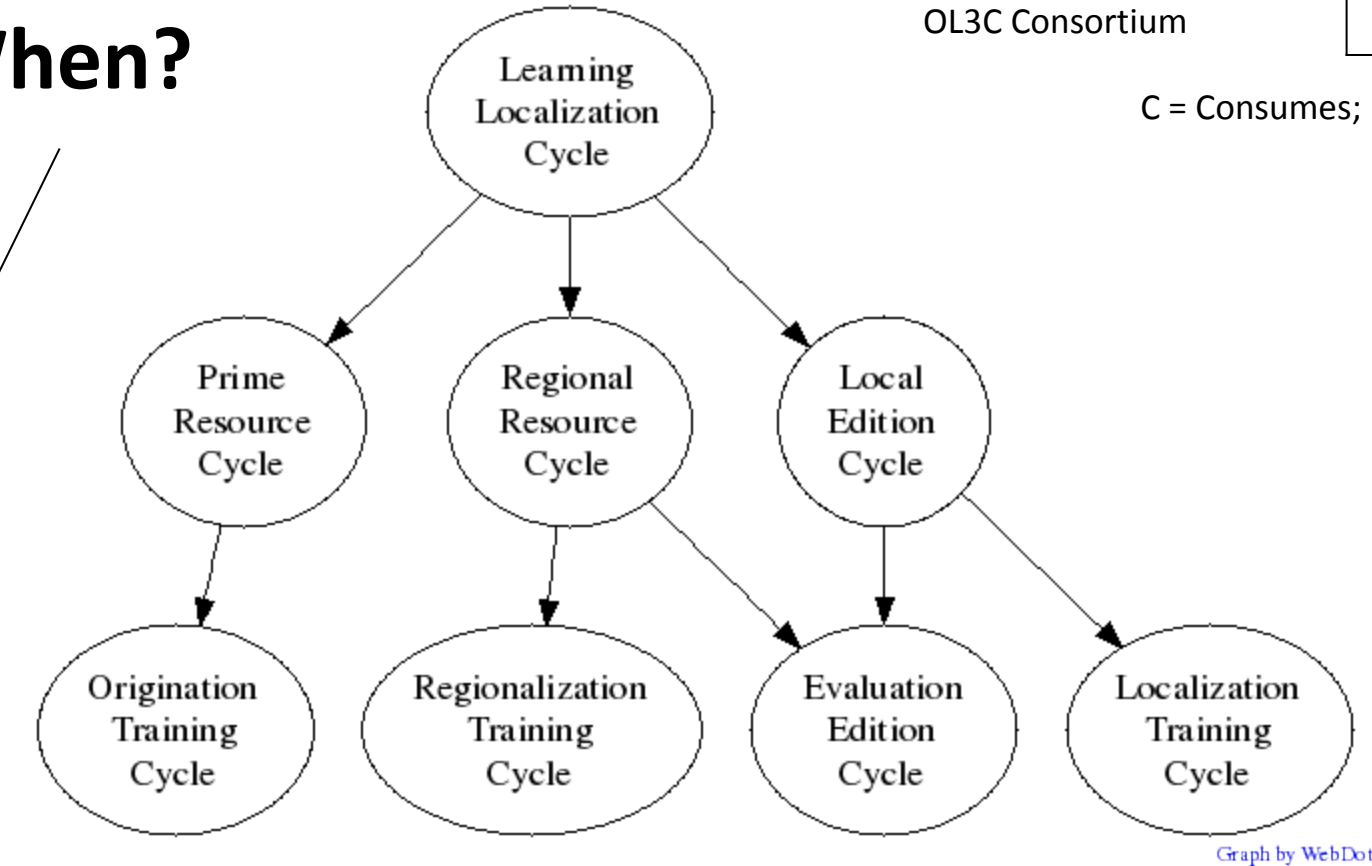 When?
OL3C Consortium
C = Consumes;
Learning
Localization
Cycle
Prime
Resource
Cycle
Regional
Resource
Cycle
Local
Edition
Cycle
Origination
Training
Cycle
Regionalization
Training
Cycle
Evaluation
Edition
Cycle
Localization
Training
Cycle
Graph by WebDot